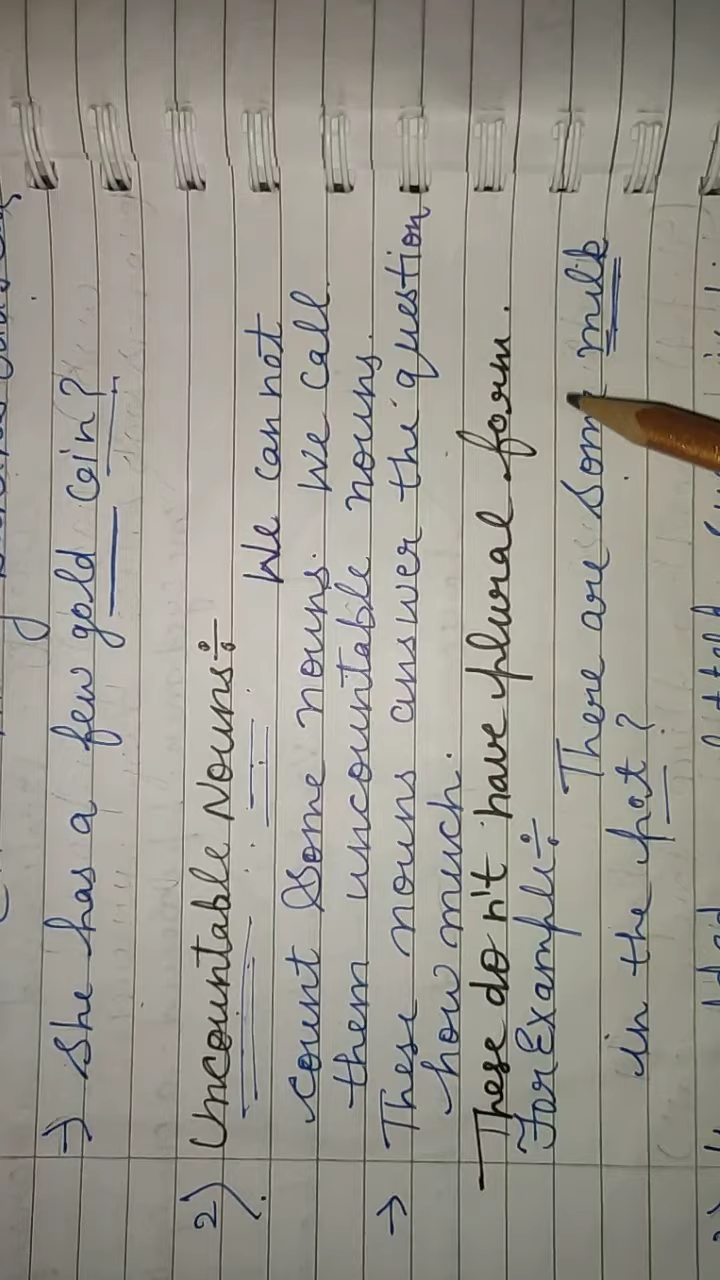 → She has a few gold coin?
2) Uncountable Nouns ÷
We can not
count Some nouns. We call
them uncountable nouns.
→ These nouns answer the question
how much.
These do n't have plural form.
For Example ÷
There are Some milk
in the pot?